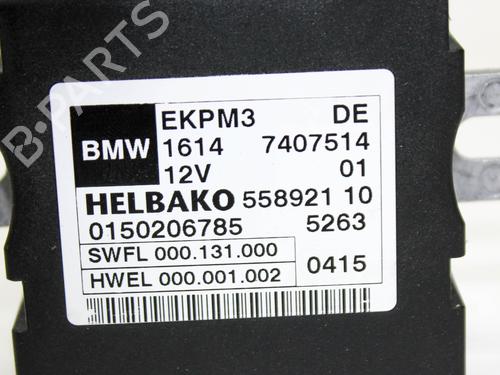 B-PARTS
EKPM3 DE
BMW 1614 7407514
12V 01
HELBAKO 558921 10
0150206785 5263
SWFL 000.131.000
HWEL 000.001.002 0415